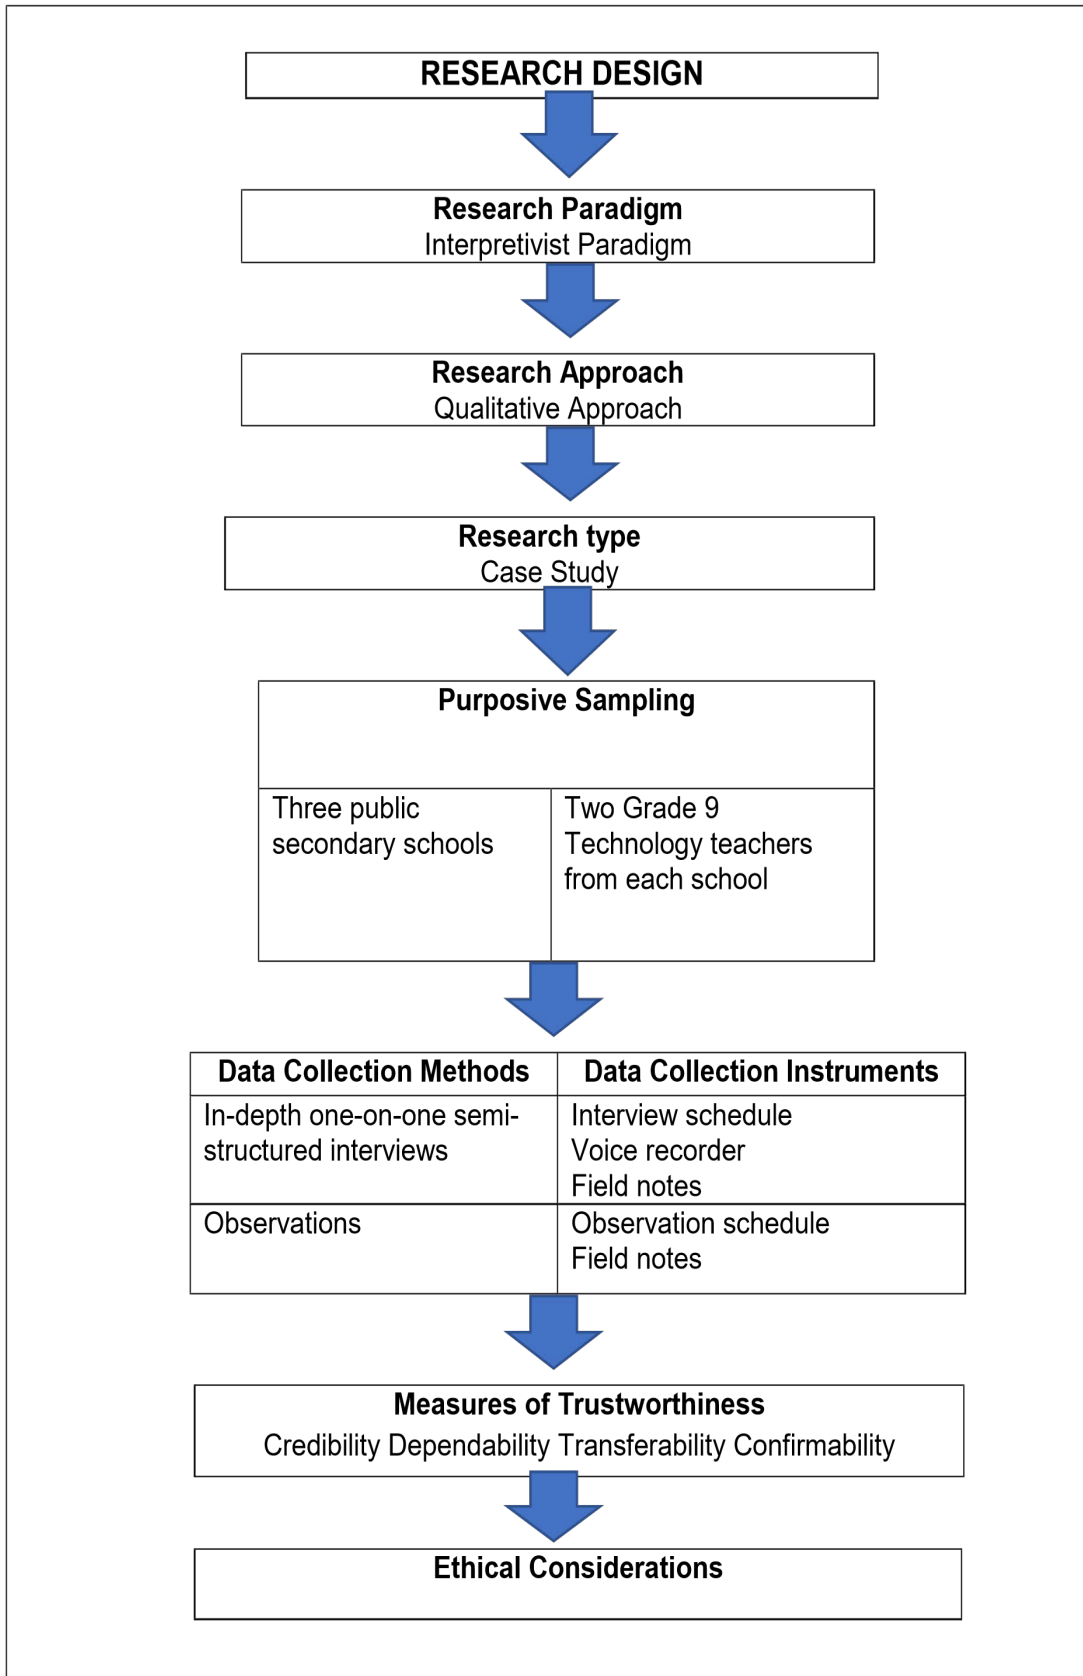 RESEARCH DESIGN
Research Paradigm
Interpretivist Paradigm
Research Approach
Qualitative Approach
Research type
Case Study
Purposive Sampling
Three public
secondary schools
Two Grade 9
Technology teachers
from each school
Data Collection Methods
Data Collection Instruments
In-depth one-on-one semi-
structured interviews
Interview schedule
Voice recorder
Field notes
Observations
Observation schedule
Field notes
Measures of Trustworthiness
Credibility Dependability Transferability Confirmability
Ethical Considerations